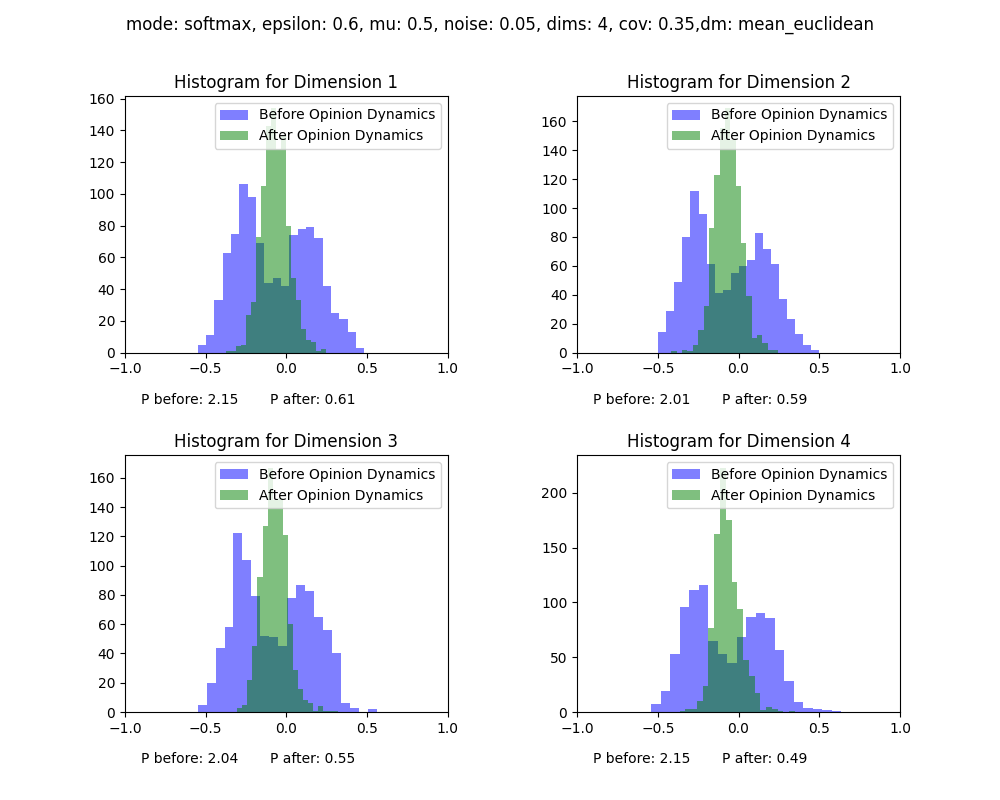 mode: softmax, epsilon: 0.6, mu: 0.5, noise: 0.05, dims: 4, cov: 0.35,dm: mean_euclidean
Histogram for Dimension 1
Before Opinion Dynamics
After Opinion Dynamics
160
140
120
100
80
60
40
20
0
−1.0 −0.5 0.0 0.5 1.0
P before: 2.15 P after: 0.61
Histogram for Dimension 2
Before Opinion Dynamics
After Opinion Dynamics
160
140
120
100
80
60
40
20
0
−1.0 −0.5 0.0 0.5 1.0
P before: 2.01 P after: 0.59
Histogram for Dimension 3
Before Opinion Dynamics
After Opinion Dynamics
160
140
120
100
80
60
40
20
0
−1.0 −0.5 0.0 0.5 1.0
P before: 2.04 P after: 0.55
Histogram for Dimension 4
Before Opinion Dynamics
After Opinion Dynamics
200
150
100
50
0
−1.0 −0.5 0.0 0.5 1.0
P before: 2.15 P after: 0.49